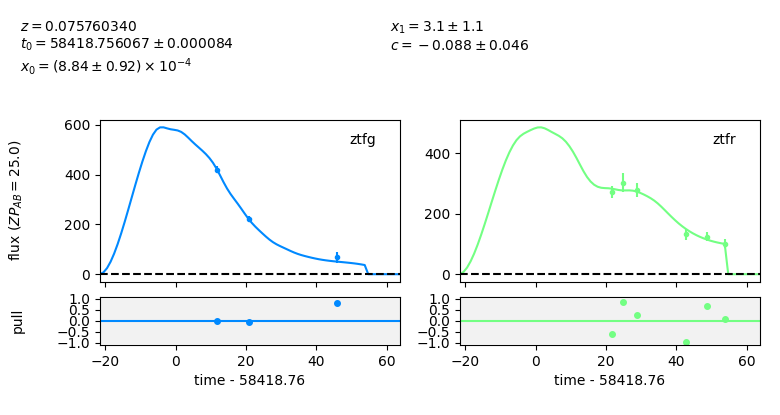 z = 0.075760340
t₀ = 58418.756067 ± 0.000084
x₀ = (8.84 ± 0.92) × 10⁻⁴
x₁ = 3.1 ± 1.1
c = −0.088 ± 0.046
flux (ZP_AB = 25.0)
600
400
200
0
ztfg
400
200
0
ztfr
pull
1.0
0.5
0.0
−0.5
−1.0
−20 0 20 40 60
time - 58418.76
1.0
0.5
0.0
−0.5
−1.0
−20 0 20 40 60
time - 58418.76